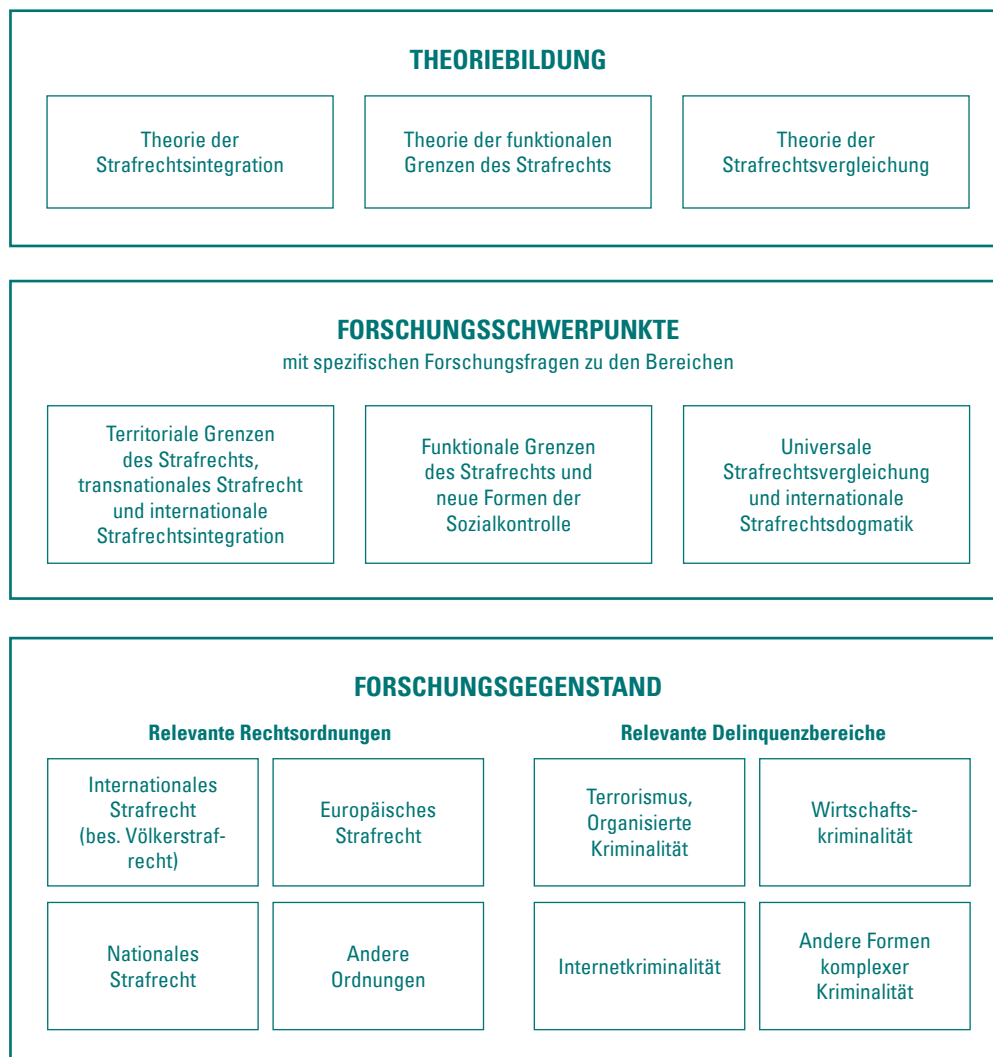 THEORIEBILDUNG
Theorie der
Strafrechtsintegration
Theorie der funktionalen
Grenzen des Strafrechts
Theorie der
Strafrechtsvergleichung
FORSCHUNGSSCHWERPUNKTE
mit spezifischen Forschungsfragen zu den Bereichen
Territoriale Grenzen
des Strafrechts,
transnationales Strafrecht
und internationale
Strafrechtsintegration
Funktionale Grenzen
des Strafrechts und
neue Formen der
Sozialkontrolle
Universale
Strafrechtsvergleichung
und internationale
Strafrechtsdogmatik
FORSCHUNGSGEGENSTAND
Relevante Rechtsordnungen
Internationales
Strafrecht
(bes. Völkerstraf-
recht)
Europäisches
Strafrecht
Nationales
Strafrecht
Andere
Ordnungen
Relevante Delinquenzbereiche
Terrorismus,
Organisierte
Kriminalität
Wirtschafts-
kriminalität
Internetkriminalität
Andere Formen
komplexer
Kriminalität